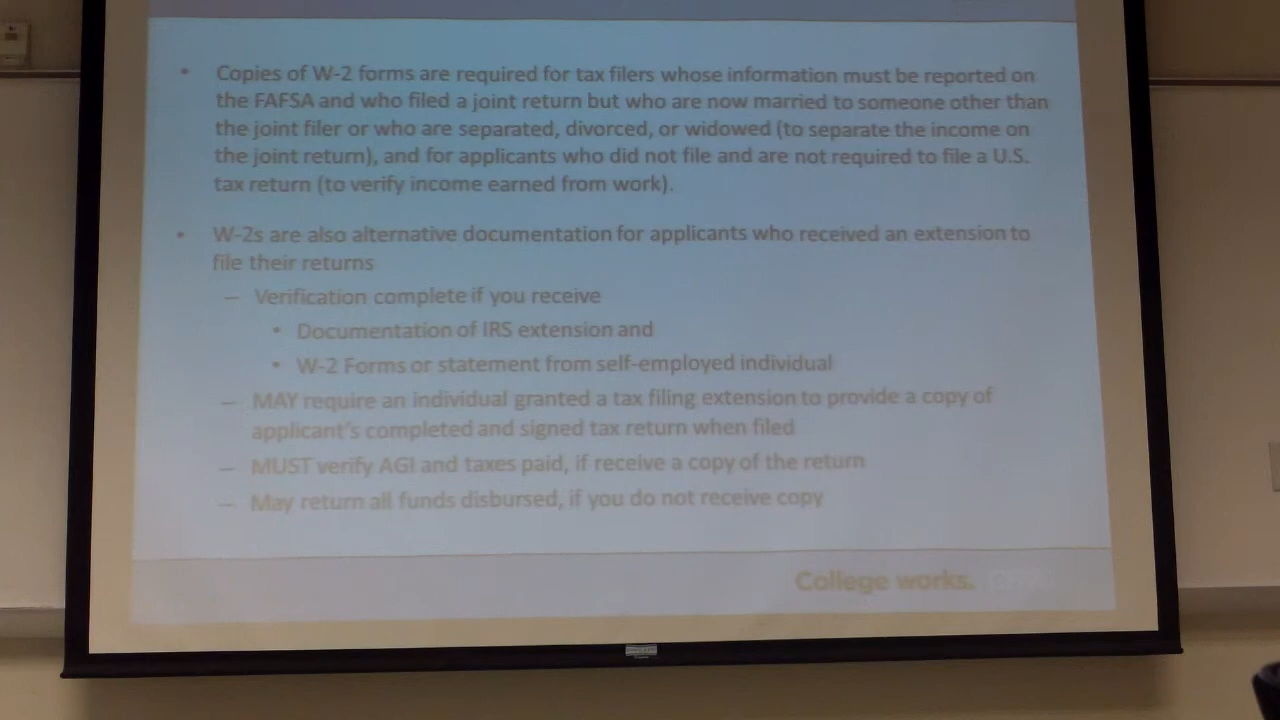 • Copies of W-2 forms are required for tax filers whose information must be reported on
the FAFSA and who filed a joint return but who are now married to someone other than
the joint filer or who are separated, divorced, or widowed (to separate the income on
the joint return), and for applicants who did not file and are not required to file a U.S.
tax return (to verify income earned from work).
• W-2s are also alternative documentation for applicants who received an extension to
file their returns
– Verification complete if you receive
• Documentation of IRS extension and
• W-2 Forms or statement from self-employed individual
– MAY require an individual granted a tax filing extension to provide a copy of
applicant's completed and signed tax return when filed
– MUST verify AGI and taxes paid, if receive a copy of the return
– May return all funds disbursed, if you do not receive copy
College works.